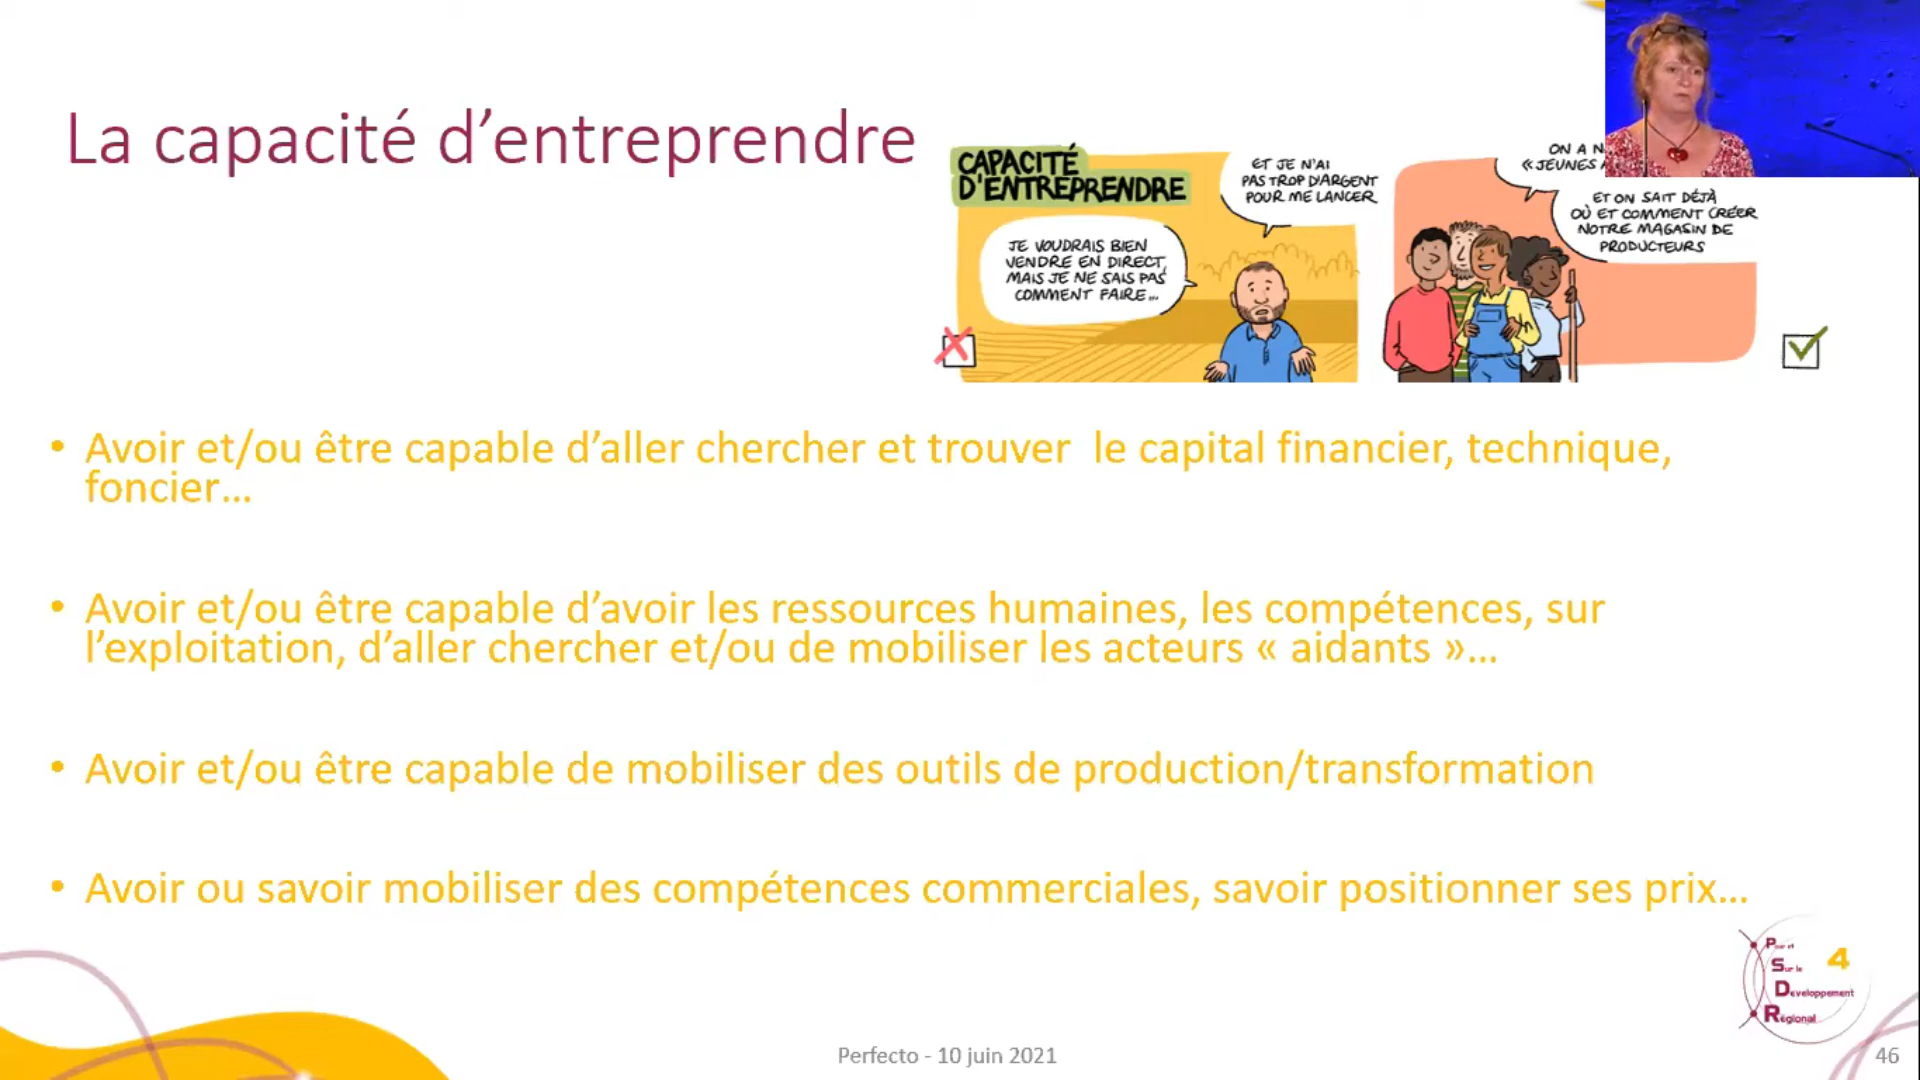 La capacité d’entreprendre
CAPACITÉ
D'ENTREPRENDRE
JE VOUDRAIS BIEN
VENDRE EN DIRECT,
MAIS JE NE SAIS PAS
COMMENT FAIRE...
ET JE N'AI
PAS TROP D'ARGENT
POUR ME LANCER
ON A
« JEUNES
ET ON SAIT DÉJÀ
OÙ ET COMMENT CRÉER
NOTRE MAGASIN DE
PRODUCTEURS
• Avoir et/ou être capable d’aller chercher et trouver le capital financier, technique,
foncier…
• Avoir et/ou être capable d’avoir les ressources humaines, les compétences, sur
l’exploitation, d’aller chercher et/ou de mobiliser les acteurs « aidants »…
• Avoir et/ou être capable de mobiliser des outils de production/transformation
• Avoir ou savoir mobiliser des compétences commerciales, savoir positionner ses prix…
Pour et
Sur le 4
Developpement
Régional
Perfecto - 10 juin 2021
46